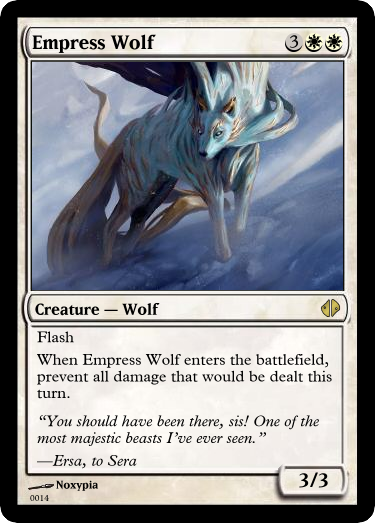 Empress Wolf 3
Creature — Wolf
Flash
When Empress Wolf enters the battlefield,
prevent all damage that would be dealt this
turn.
“You should have been there, sis! One of the
most majestic beasts I’ve ever seen.”
—Ersa, to Sera
3/3
Noxypia
0014